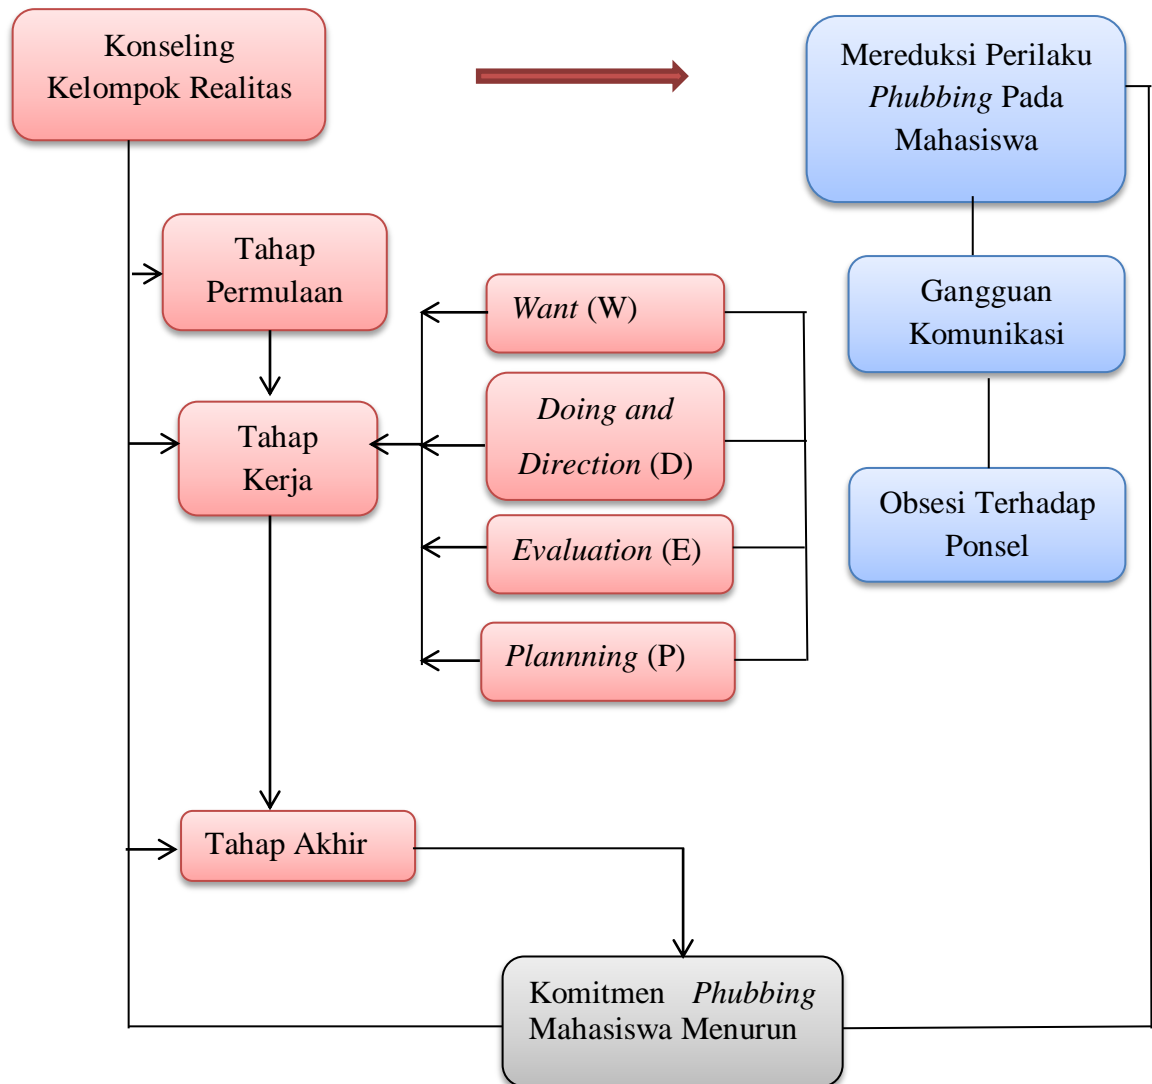 Konseling
Kelompok Realitas
Mereduksi Perilaku
Phubbing Pada
Mahasiswa
Tahap
Permulaan
Gangguan
Komunikasi
Want (W)
Doing and
Direction (D)
Tahap
Kerja
Obsesi Terhadap
Ponsel
Evaluation (E)
Plannning (P)
Tahap Akhir
Komitmen Phubbing
Mahasiswa Menurun